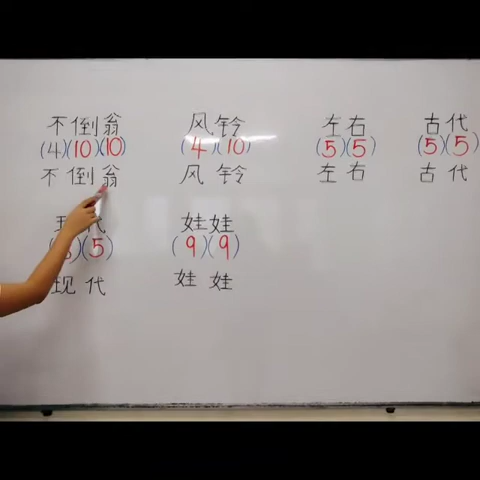 不倒翁 风铃 左右 古代
(4)(10)(10) (4)(10) (5)(5) (5)(5)
不倒翁 风铃 左右 古代
现代 娃娃
(8)(5) (9)(9)
现代 娃娃